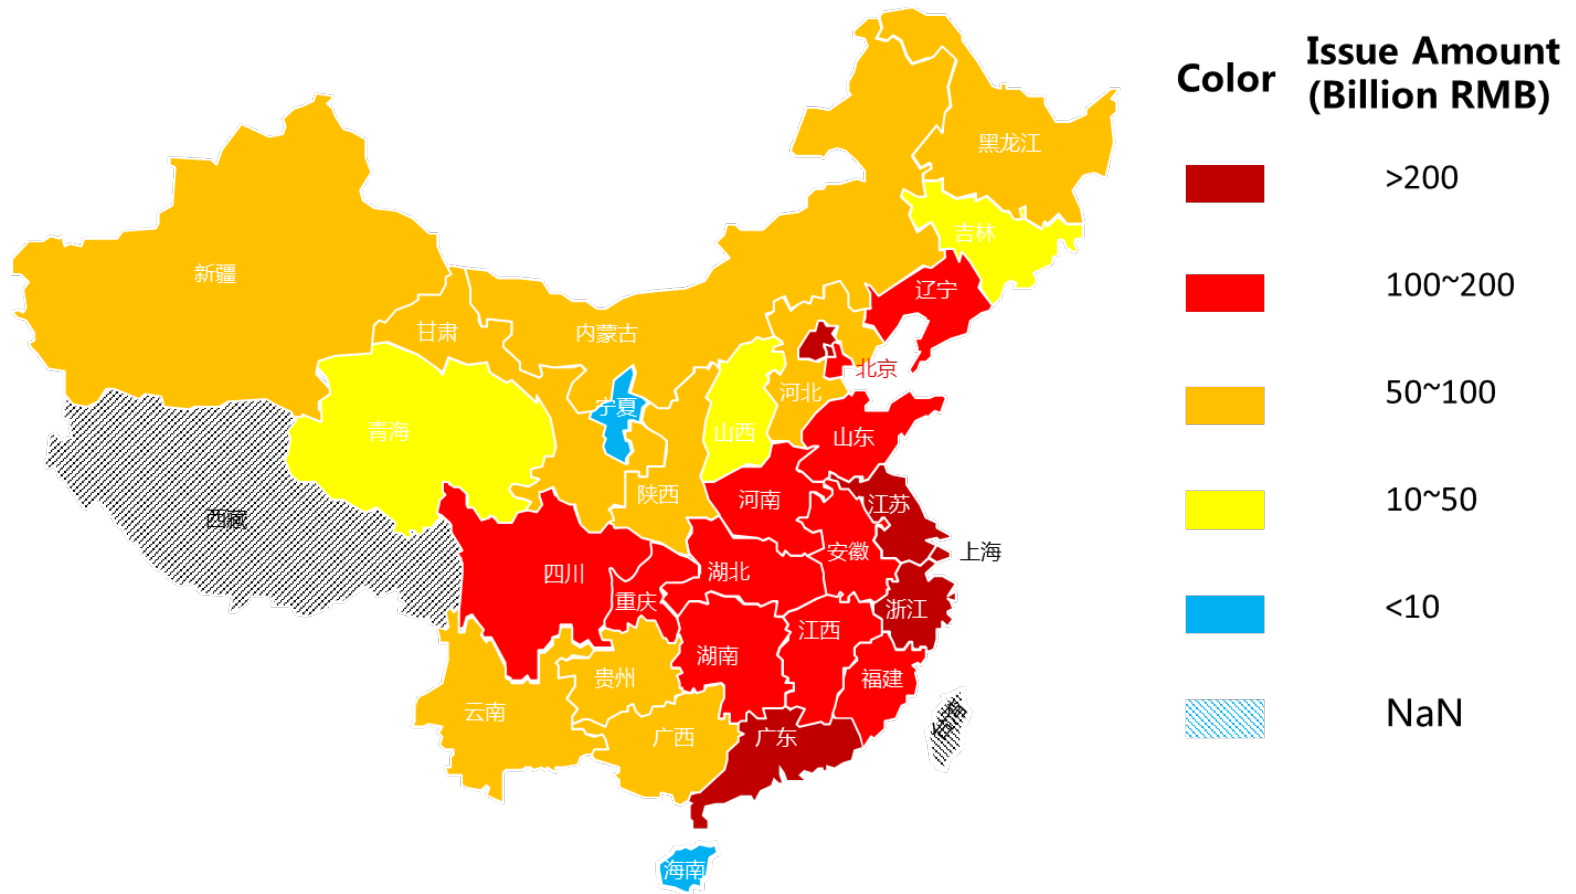 Color
Issue Amount
(Billion RMB)
>200
100~200
50~100
10~50
<10
NaN
黑龙江
吉林
辽宁
新疆
甘肃
内蒙古
北京
河北
宁夏
青海
山西
山东
陕西
河南
江苏
西藏
安徽
上海
四川
湖北
重庆
浙江
江西
湖南
贵州
福建
云南
广西
广东
台湾
海南